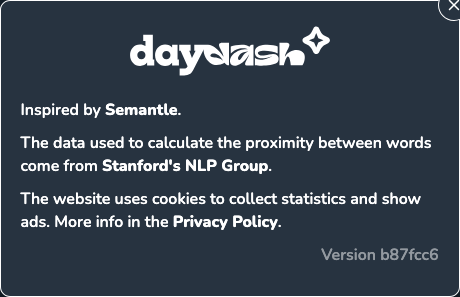 daydash
Inspired by Semantle.
The data used to calculate the proximity between words
come from Stanford's NLP Group.
The website uses cookies to collect statistics and show
ads. More info in the Privacy Policy.
Version b87fcc6